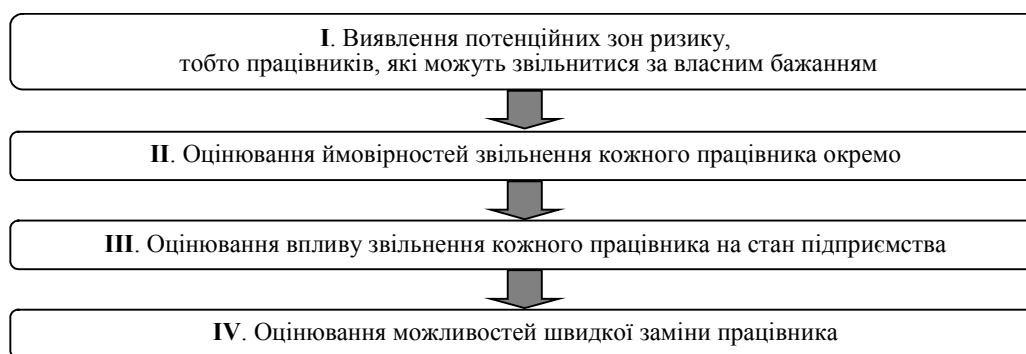 I. Виявлення потенційних зон ризику,
тобто працівників, які можуть звільнитися за власним бажанням
II. Оцінювання ймовірностей звільнення кожного працівника окремо
III. Оцінювання впливу звільнення кожного працівника на стан підприємства
IV. Оцінювання можливостей швидкої заміни працівника